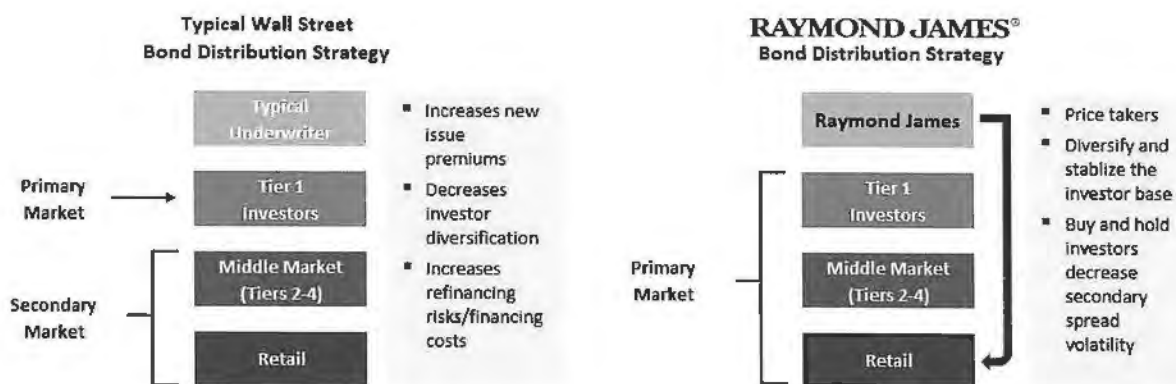 Typical Wall Street
Bond Distribution Strategy
Typical
Underwriter
Primary
Market
Tier 1
Investors
Middle Market
(Tiers 2-4)
Secondary
Market
Retail
▪ Increases new
issue
premiums
▪ Decreases
investor
diversification
▪ Increases
refinancing
risks/financing
costs
RAYMOND JAMES®
Bond Distribution Strategy
Raymond James
Tier 1
Investors
Primary
Market
Middle Market
(Tiers 2-4)
Retail
▪ Price takers
▪ Diversify and
stablize the
investor base
▪ Buy and hold
investors
decrease
secondary
spread
volatility